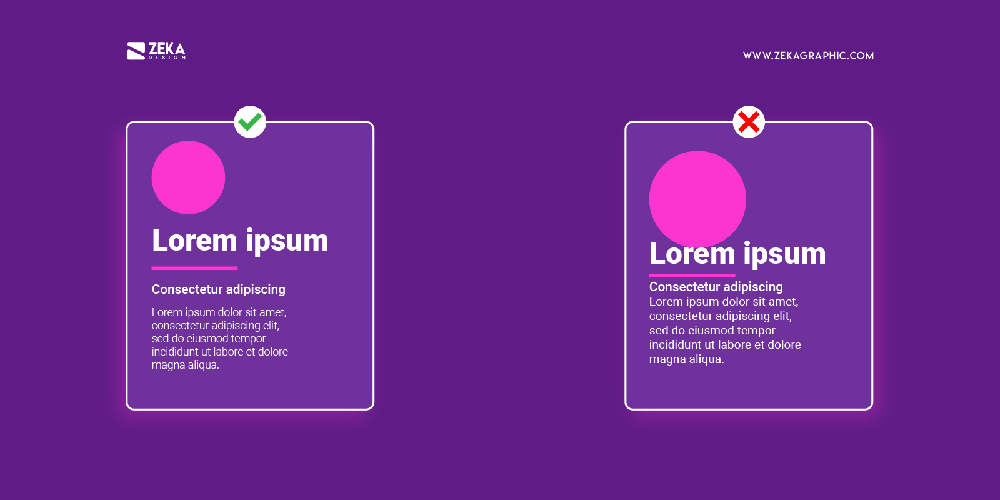 ZEKA
DESIGN
WWW.ZEKAGRAPHIC.COM
Lorem ipsum
Consectetur adipiscing
Lorem ipsum dolor sit amet,
consectetur adipiscing elit,
sed do eiusmod tempor
incididunt ut labore et dolore
magna aliqua.
Lorem ipsum
Consectetur adipiscing
Lorem ipsum dolor sit amet,
consectetur adipiscing elit,
sed do eiusmod tempor
incididunt ut labore et dolore
magna aliqua.